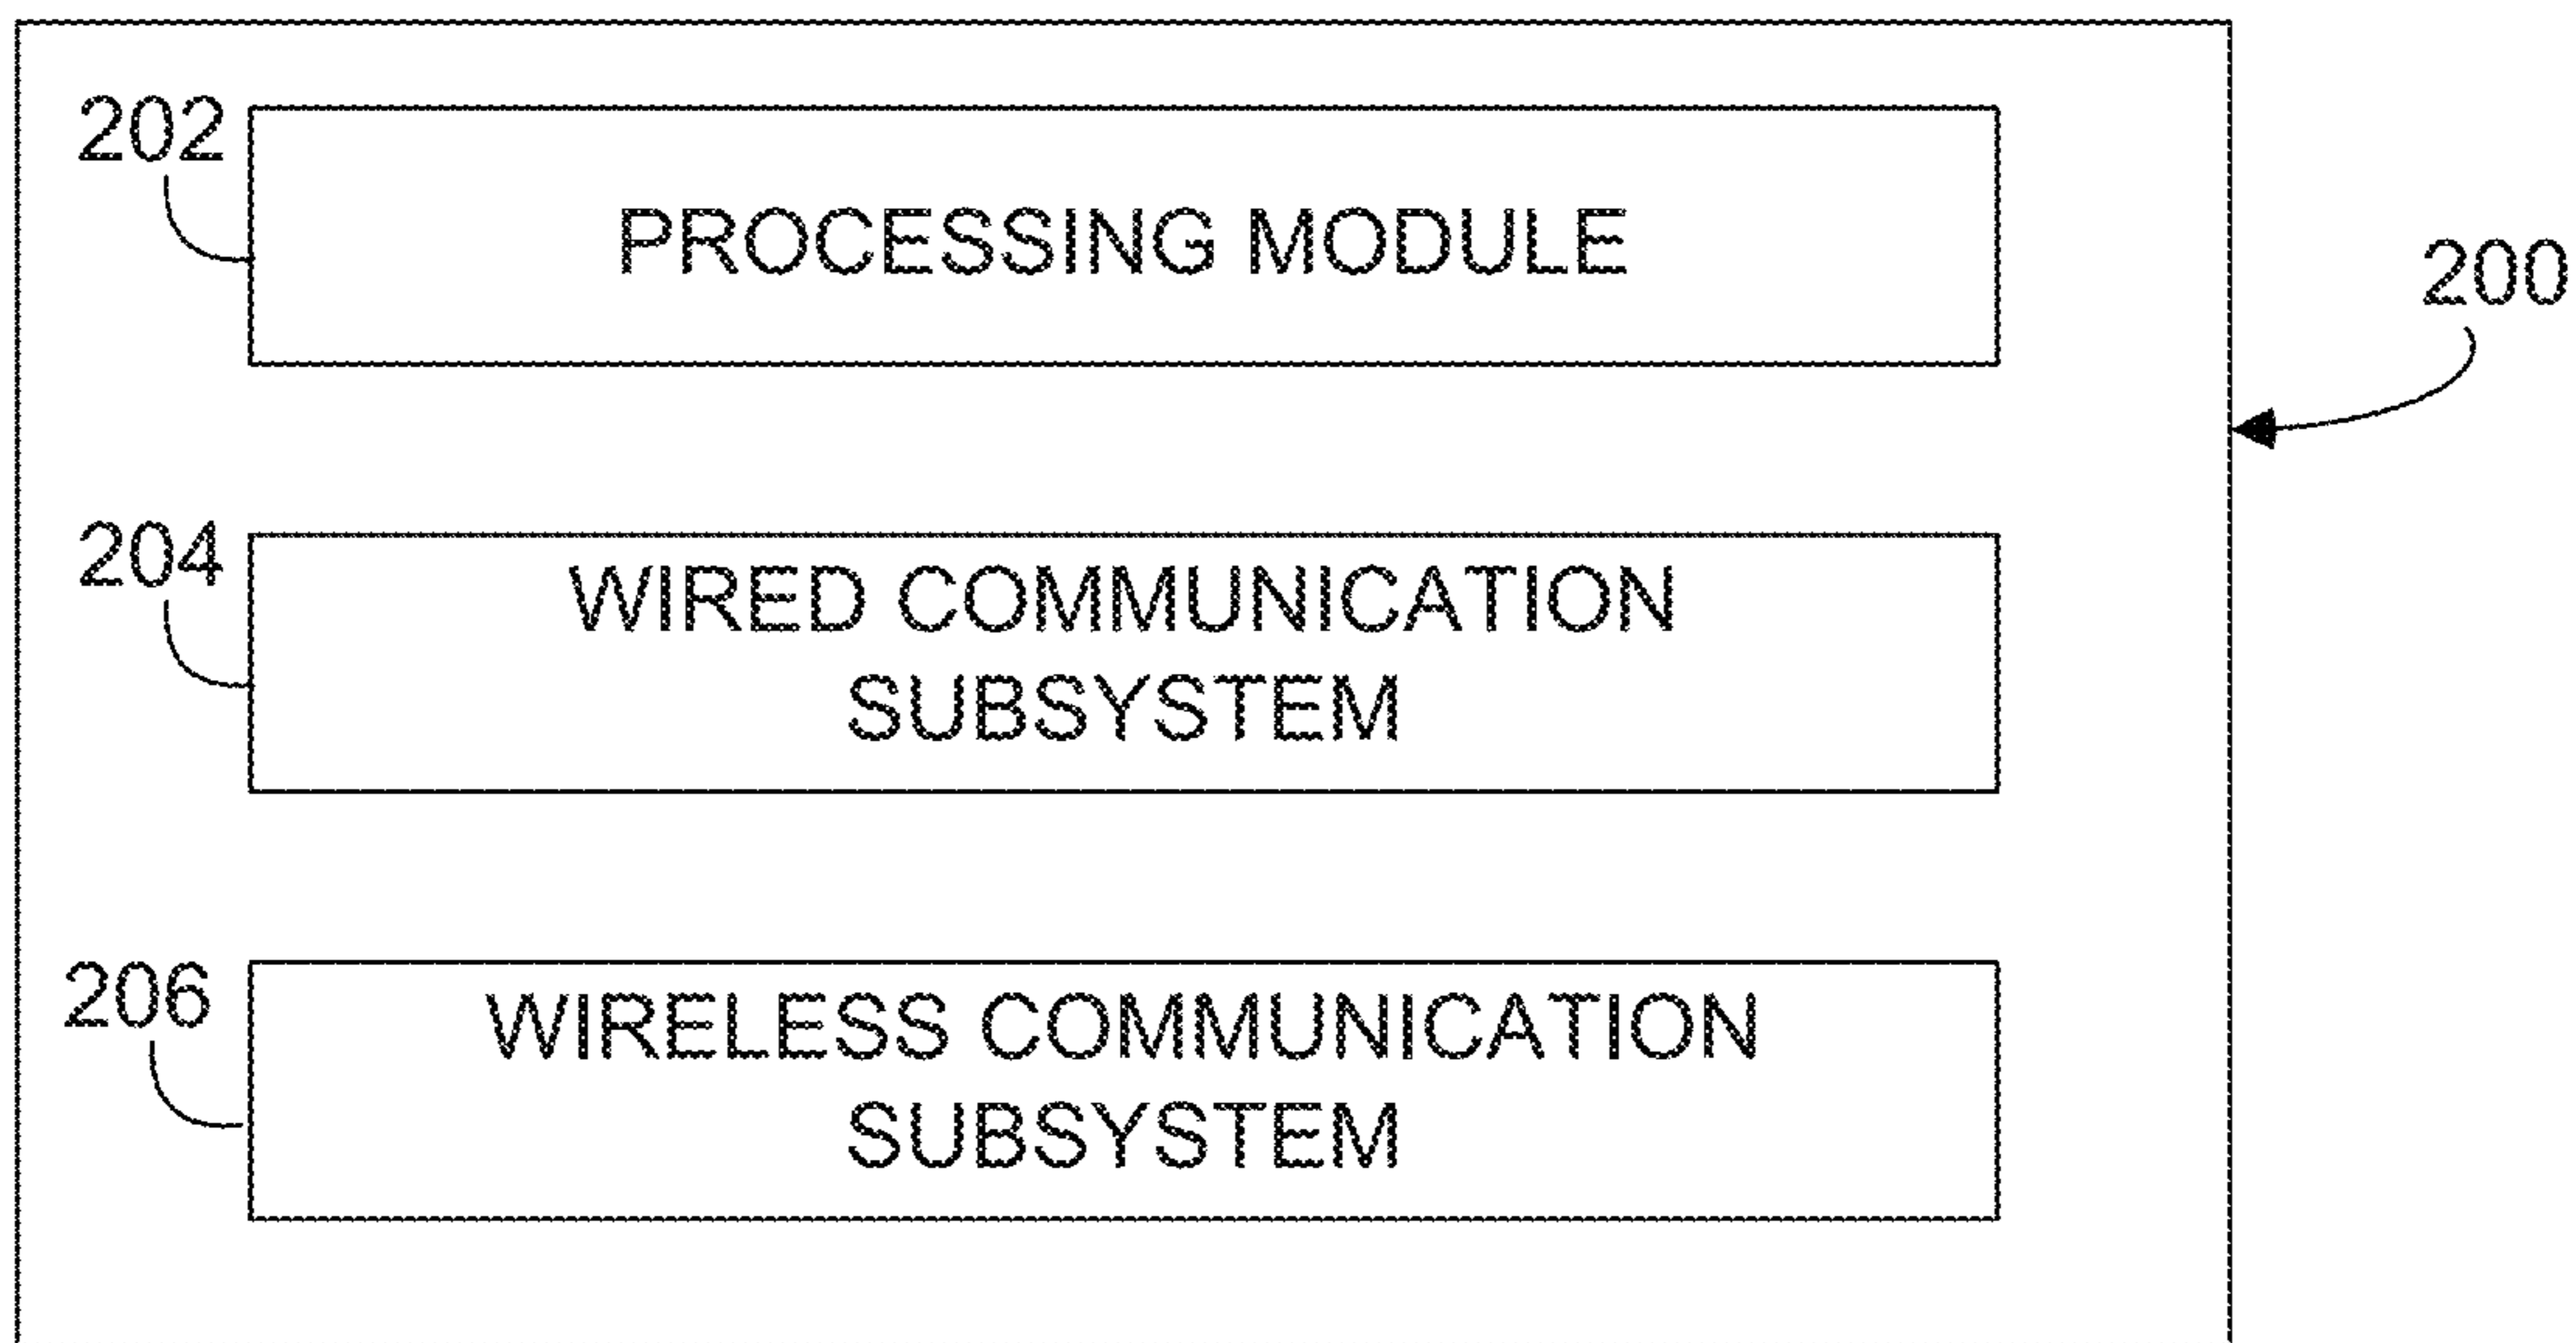 202
PROCESSING MODULE
200
204
WIRED COMMUNICATION
SUBSYSTEM
206
WIRELESS COMMUNICATION
SUBSYSTEM